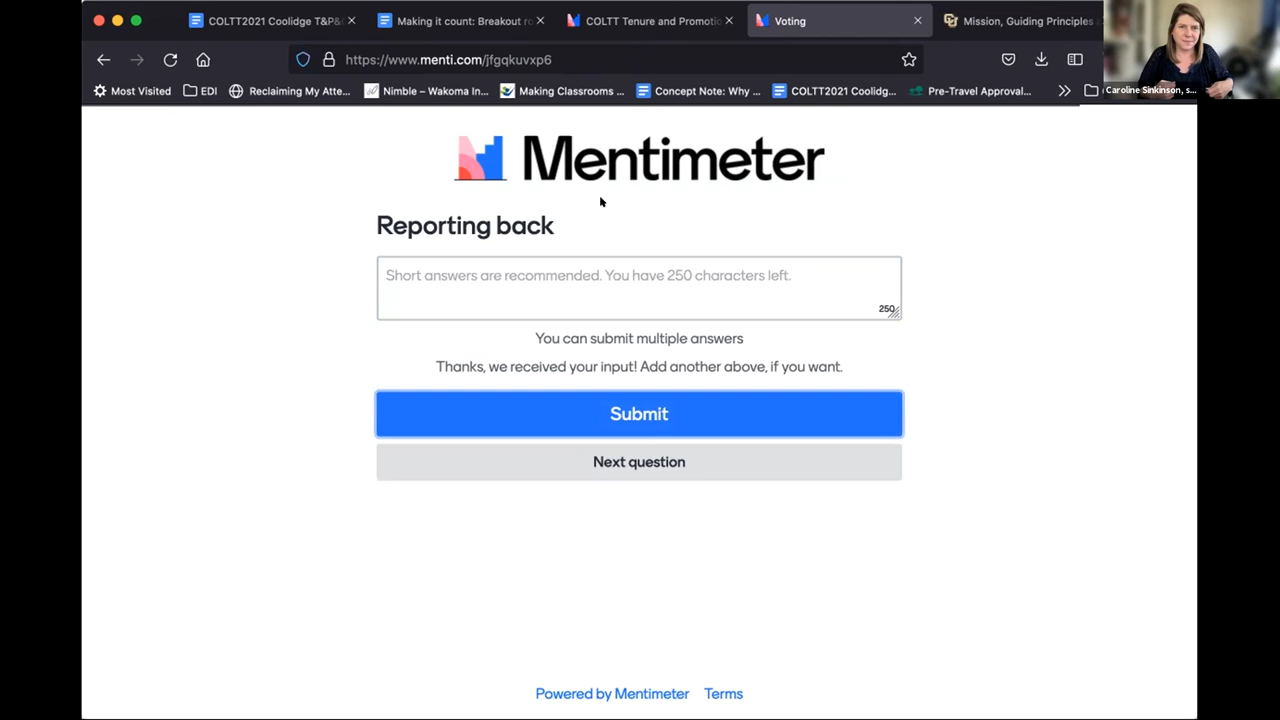 COLTT2021 Coolidge T&P&
Making it count: Breakout ro
COLTT Tenure and Promotio
Voting
Mission, Guiding Principles
https://www.menti.com/jfgqkuvxp6
Most Visited
EDI
Reclaiming My Atte...
Nimble – Wakoma In...
Making Classrooms ...
Concept Note: Why ...
COLTT2021 Coolidg...
Pre-Travel Approval...
Caroline Sinkinson, s...
Mentimeter
Reporting back
Short answers are recommended. You have 250 characters left.
250
You can submit multiple answers
Thanks, we received your input! Add another above, if you want.
Submit
Next question
Powered by Mentimeter Terms